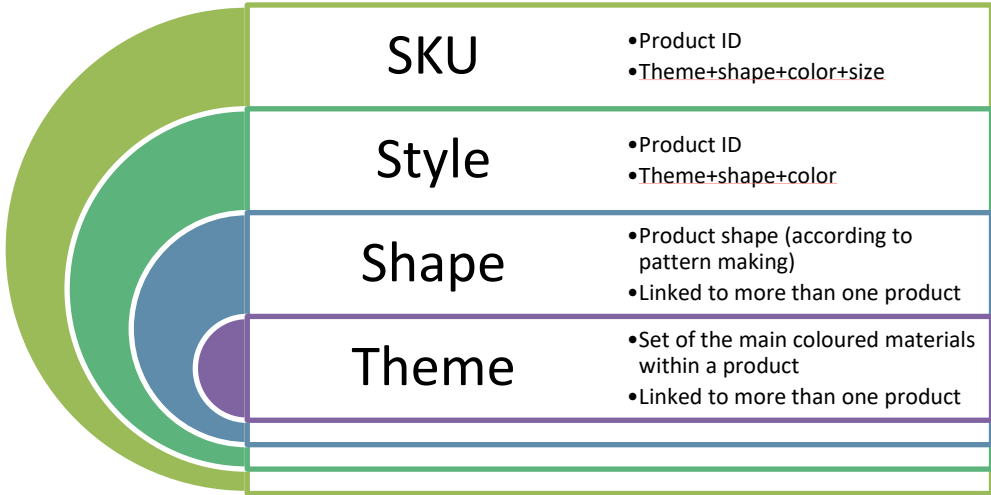 SKU
•Product ID
•Theme+shape+color+size
Style
•Product ID
•Theme+shape+color
Shape
•Product shape (according to
pattern making)
•Linked to more than one product
Theme
•Set of the main coloured materials
within a product
•Linked to more than one product